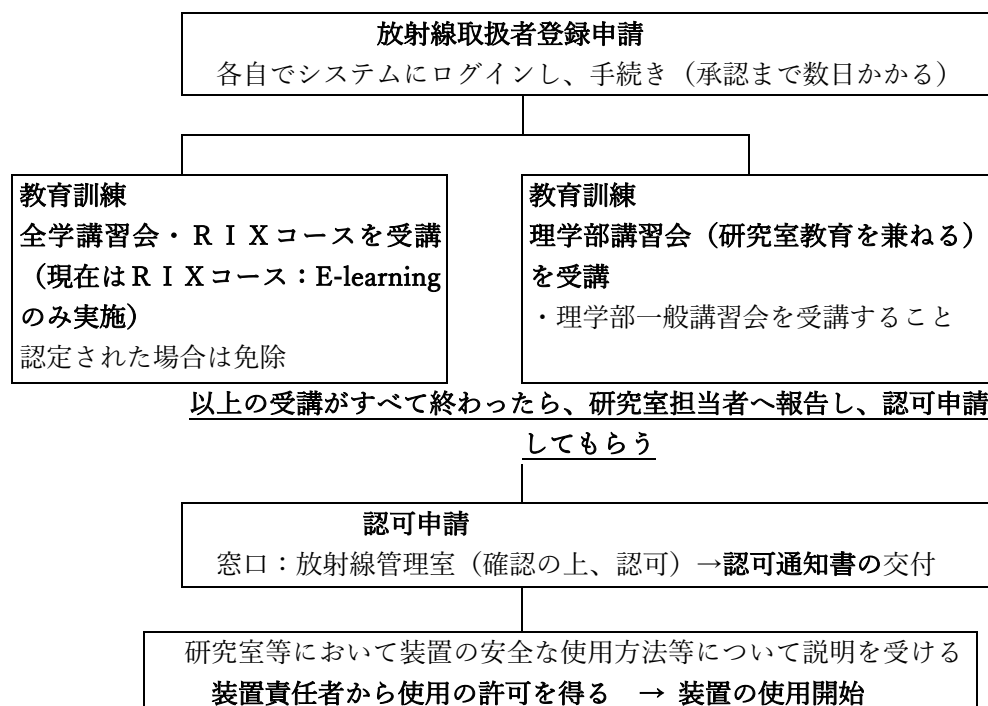 放射線取扱者登録申請
各自でシステムにログインし、手続き（承認まで数日かかる）
教育訓練
全学講習会・ＲＩＸコースを受講
（現在はＲＩＸコース：E-learning
のみ実施）
認定された場合は免除
教育訓練
理学部講習会（研究室教育を兼ねる）
を受講
・理学部一般講習会を受講すること
以上の受講がすべて終わったら、研究室担当者へ報告し、認可申請
してもらう
認可申請
窓口：放射線管理室（確認の上、認可）→認可通知書の交付
研究室等において装置の安全な使用方法等について説明を受ける
装置責任者から使用の許可を得る　→ 装置の使用開始